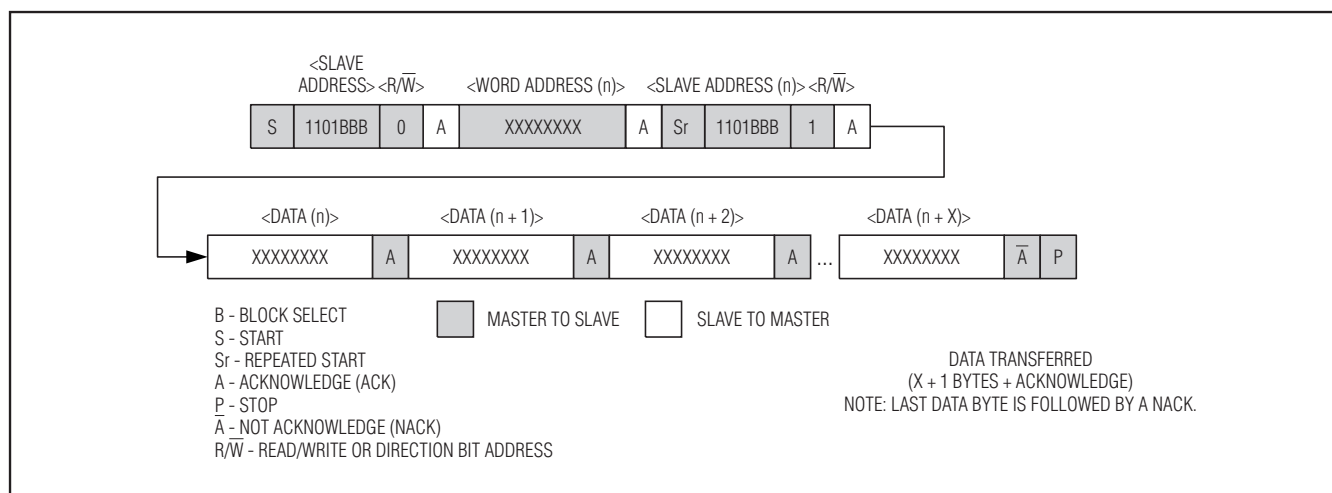 <SLAVE
ADDRESS> <R/W̅> <WORD ADDRESS (n)> <SLAVE ADDRESS (n)> <R/W̅>
S 1101BBB 0 A XXXXXXXX A Sr 1101BBB 1 A
<DATA (n)> <DATA (n + 1)> <DATA (n + 2)> <DATA (n + X)>
XXXXXXXX A XXXXXXXX A XXXXXXXX A ... XXXXXXXX A̅ P
B - BLOCK SELECT
S - START
Sr - REPEATED START
A - ACKNOWLEDGE (ACK)
P - STOP
A̅ - NOT ACKNOWLEDGE (NACK)
R/W̅ - READ/WRITE OR DIRECTION BIT ADDRESS
MASTER TO SLAVE
SLAVE TO MASTER
DATA TRANSFERRED
(X + 1 BYTES + ACKNOWLEDGE)
NOTE: LAST DATA BYTE IS FOLLOWED BY A NACK.